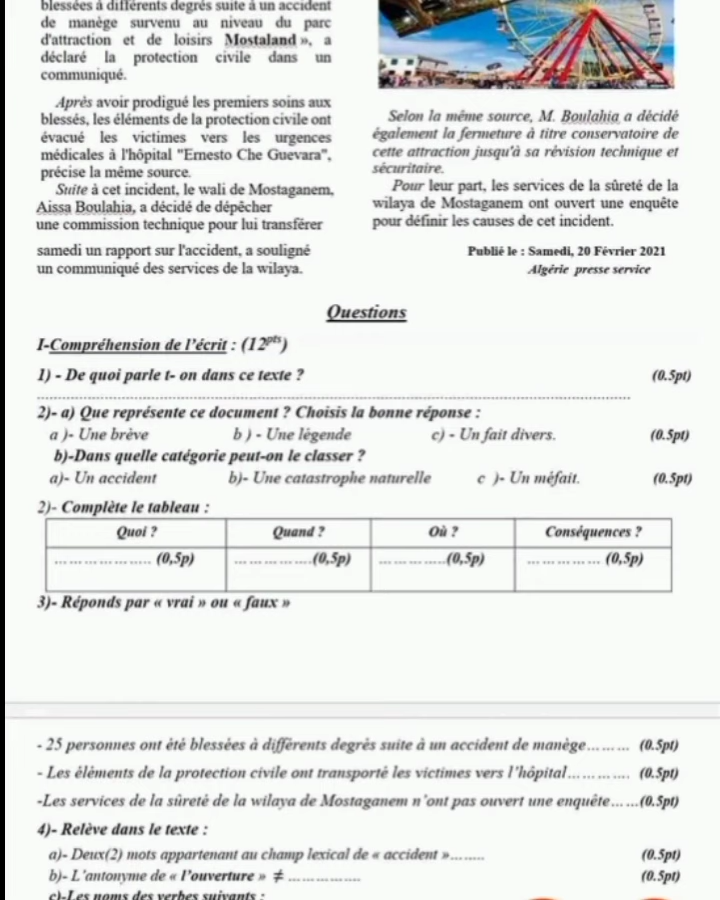 blessées à différents degrés suite à un accident
de manège survenu au niveau du parc
d'attraction et de loisirs Mostaland », a
déclaré la protection civile dans un
communiqué.
Après avoir prodigué les premiers soins aux
blessés, les éléments de la protection civile ont
évacué les victimes vers les urgences
médicales à l'hôpital "Ernesto Che Guevara",
précise la même source.
Suite à cet incident, le wali de Mostaganem,
Aissa Boulahia, a décidé de dépêcher
une commission technique pour lui transférer
samedi un rapport sur l'accident, a souligné
un communiqué des services de la wilaya.
Selon la même source, M. Boulahia a décidé
également la fermeture à titre conservatoire de
cette attraction jusqu'à sa révision technique et
sécuritaire.
Pour leur part, les services de la sûreté de la
wilaya de Mostaganem ont ouvert une enquête
pour définir les causes de cet incident.
Publié le : Samedi, 20 Février 2021
Algérie presse service
Questions
I-Compréhension de l'écrit : (12pts)
1) - De quoi parle t- on dans ce texte ? (0.5pt)
2)- a) Que représente ce document ? Choisis la bonne réponse :
a )- Une brève b ) - Une légende c) - Un fait divers. (0.5pt)
b)-Dans quelle catégorie peut-on le classer ?
a)- Un accident b)- Une catastrophe naturelle c )- Un méfait. (0.5pt)
2)- Complète le tableau :
Quoi ? Quand ? Où ? Conséquences ?
.................... (0,5p) ................(0,5p) ..............(0,5p) ............... (0,5p)
3)- Réponds par « vrai » ou « faux »
- 25 personnes ont été blessées à différents degrés suite à un accident de manège......... (0.5pt)
- Les éléments de la protection civile ont transporté les victimes vers l'hôpital............ (0.5pt)
-Les services de la sûreté de la wilaya de Mostaganem n'ont pas ouvert une enquête......(0.5pt)
4)- Relève dans le texte :
a)- Deux(2) mots appartenant au champ lexical de « accident »........ (0.5pt)
b)- L'antonyme de « l'ouverture » ≠ ............... (0.5pt)
c)-Les noms des verbes suivants :